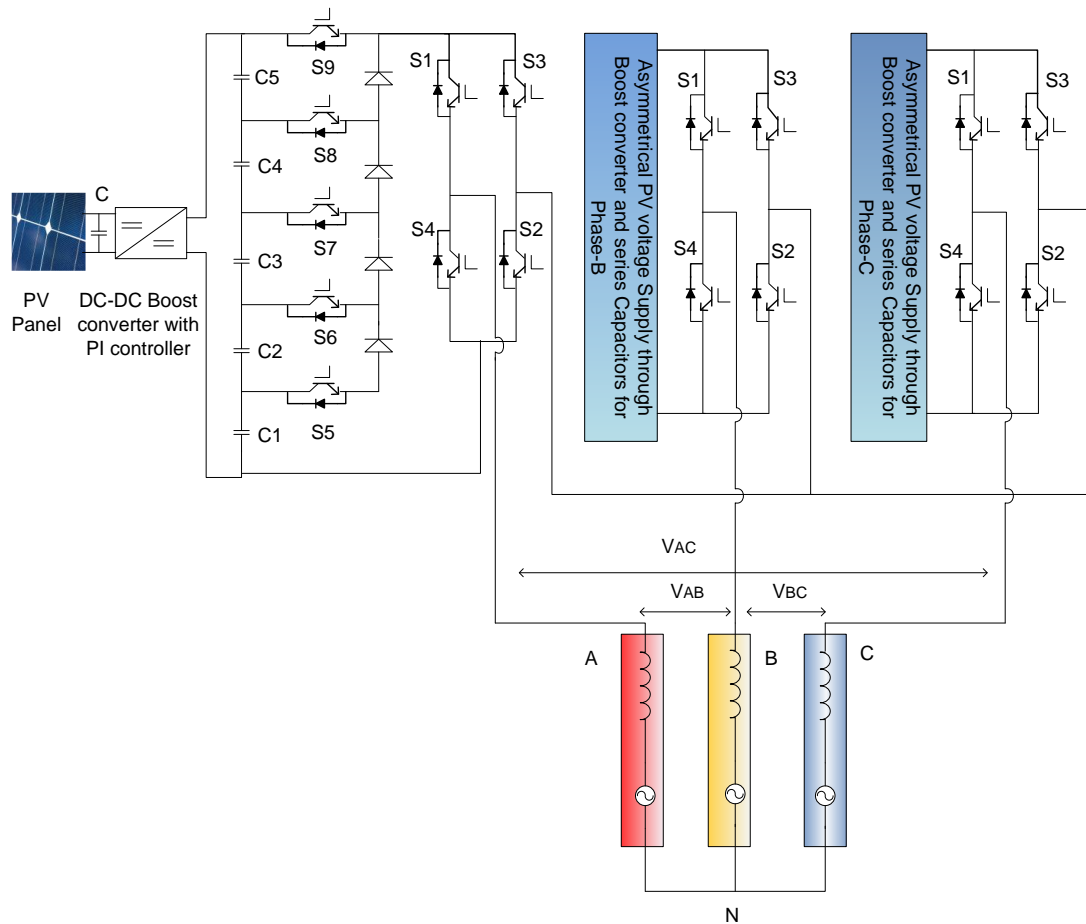 S9
C5
S8
C4
C
S7
C3
S6
C2
S5
C1
PV
Panel
DC-DC Boost
converter with
PI controller
S1
S3
S4
S2
Asymmetrical PV voltage Supply through
Boost converter and series Capacitors for
Phase-B
S1
S3
S4
S2
Asymmetrical PV voltage Supply through
Boost converter and series Capacitors for
Phase-C
S1
S3
S4
S2
VAC
VAB
VBC
A
B
C
N